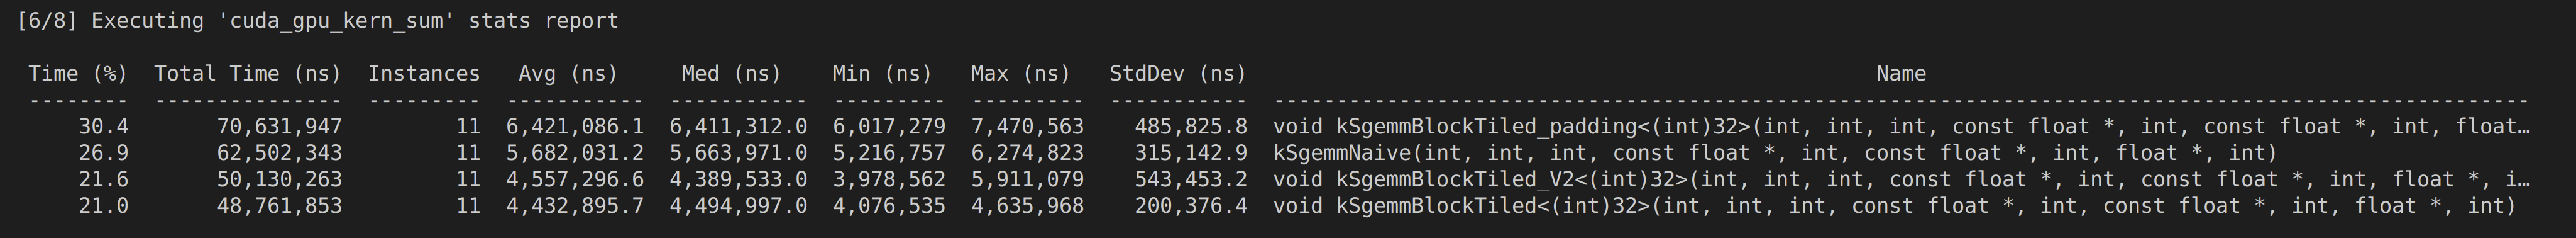 [6/8] Executing 'cuda_gpu_kern_sum' stats report
Time (%)  Total Time (ns)  Instances   Avg (ns)     Med (ns)    Min (ns)   Max (ns)   StdDev (ns)                                                  Name
--------  ---------------  ---------  -----------  -----------  ---------  ---------  -----------  ----------------------------------------------------------------------------------------------------
30.4       70,631,947         11  6,421,086.1  6,411,312.0  6,017,279  7,470,563    485,825.8  void kSgemmBlockTiled_padding<(int)32>(int, int, int, const float *, int, const float *, int, float…
26.9       62,502,343         11  5,682,031.2  5,663,971.0  5,216,757  6,274,823    315,142.9  kSgemmNaive(int, int, int, const float *, int, const float *, int, float *, int)
21.6       50,130,263         11  4,557,296.6  4,389,533.0  3,978,562  5,911,079    543,453.2  void kSgemmBlockTiled_V2<(int)32>(int, int, int, const float *, int, const float *, int, float *, i…
21.0       48,761,853         11  4,432,895.7  4,494,997.0  4,076,535  4,635,968    200,376.4  void kSgemmBlockTiled<(int)32>(int, int, int, const float *, int, const float *, int, float *, int)